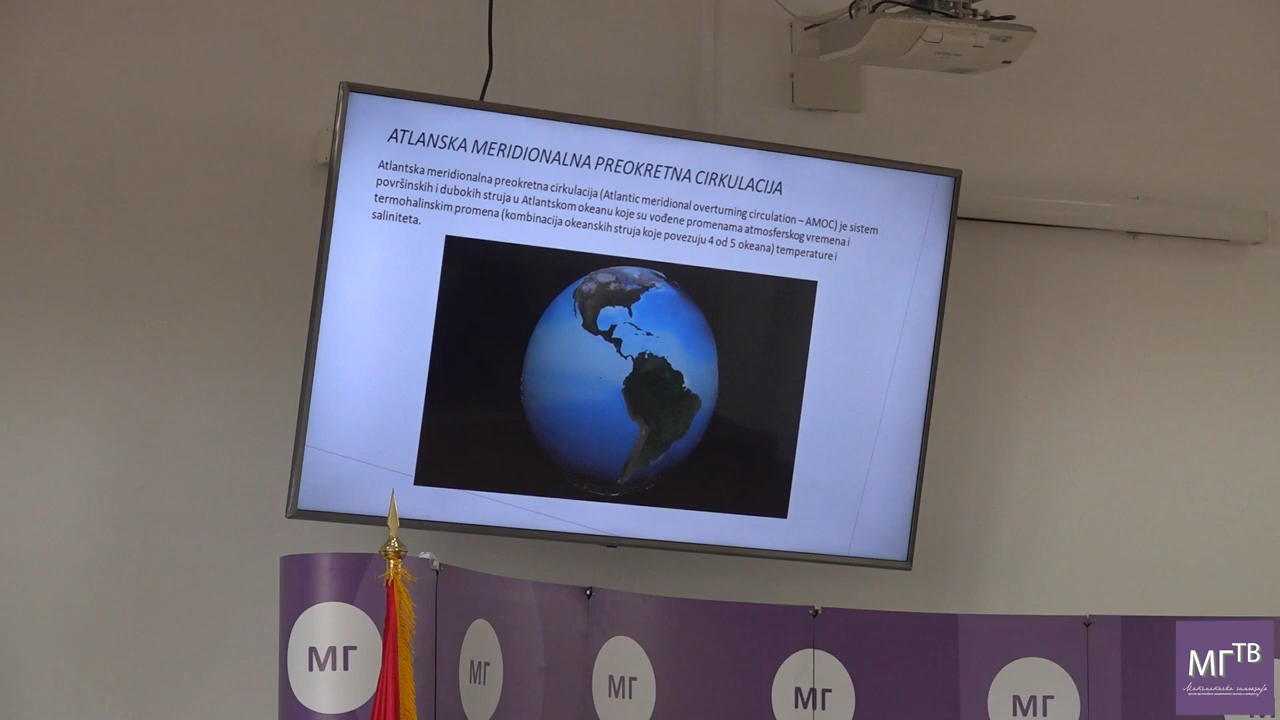 ATLANSKA MERIDIONALNA PREOKRETNA CIRKULACIJA
Atlantska meridionalna preokretna cirkulacija (Atlantic meridional overturning circulation – AMOC) je sistem
površinskih i dubokih struja u Atlantskom okeanu koje su vođene promenama atmosferskog vremena i
termohalinskim promena (kombinacija okeanskih struja koje povezuju 4 od 5 okeana) temperature i
saliniteta.
МГ
МГ
МГ
МГ
МГ
МГТВ
Математичка гимназија